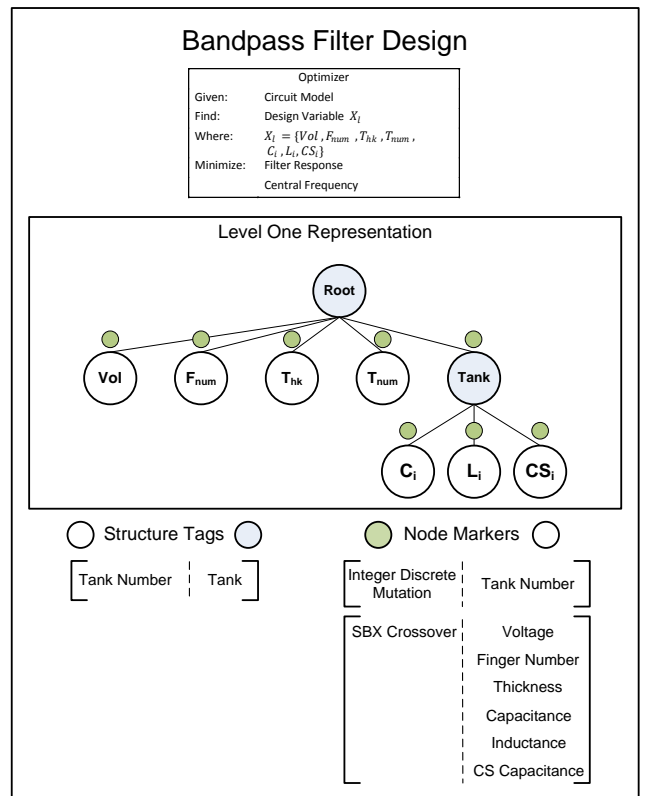 Bandpass Filter Design
Optimizer
Given: Circuit Model
Find: Design Variable X_l
Where: X_l = {Vol , F_num , T_hk , T_num ,
C_i , L_i, CS_i}
Minimize: Filter Response
Central Frequency
Level One Representation
Root
Vol F_num T_hk T_num Tank
C_i L_i CS_i
Structure Tags
Tank Number Tank
Node Markers
Integer Discrete
Mutation
Tank Number
SBX Crossover Voltage
Finger Number
Thickness
Capacitance
Inductance
CS Capacitance